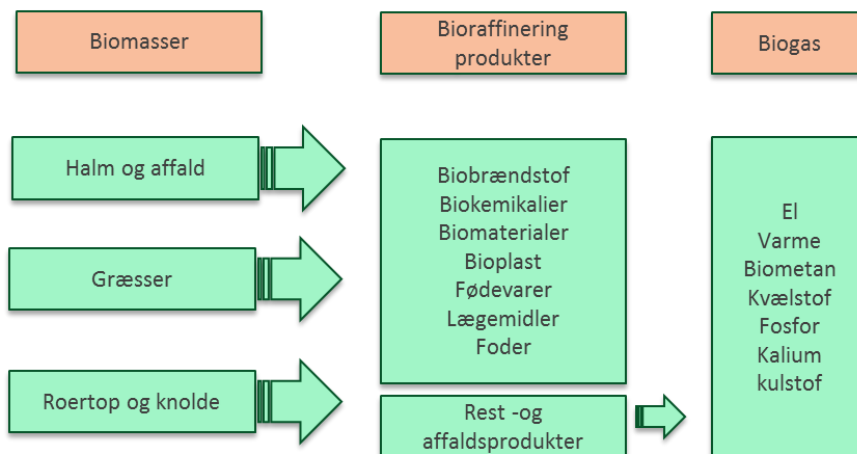 Biomasser
Bioraffinering
produkter
Biogas
Halm og affald
Græsser
Roertop og knolde
Biobrændstof
Biokemikalier
Biomaterialer
Bioplast
Fødevarer
Lægemidler
Foder
Rest -og
affaldsprodukter
El
Varme
Biometan
Kvælstof
Fosfor
Kalium
kulstof